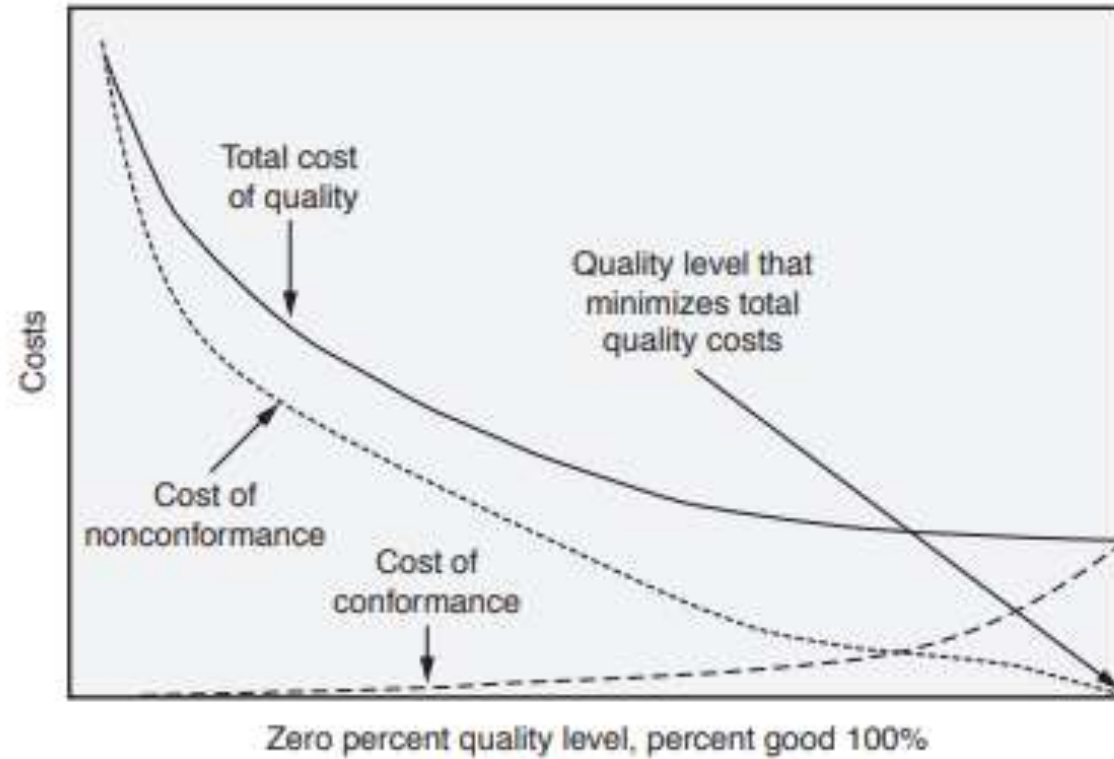 Total cost
of quality
Quality level that
minimizes total
quality costs
Costs
Cost of
nonconformance
Cost of
conformance
Zero percent quality level, percent good 100%